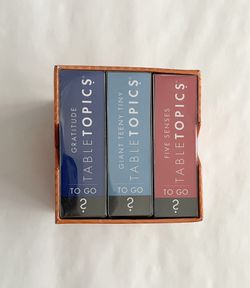 GRATITUDE
TABLETOPICS®
TO GO
?
GIANT TEENY TINY
TABLETOPICS®
TO GO
?
FIVE SENSES
TABLETOPICS®
TO GO
?